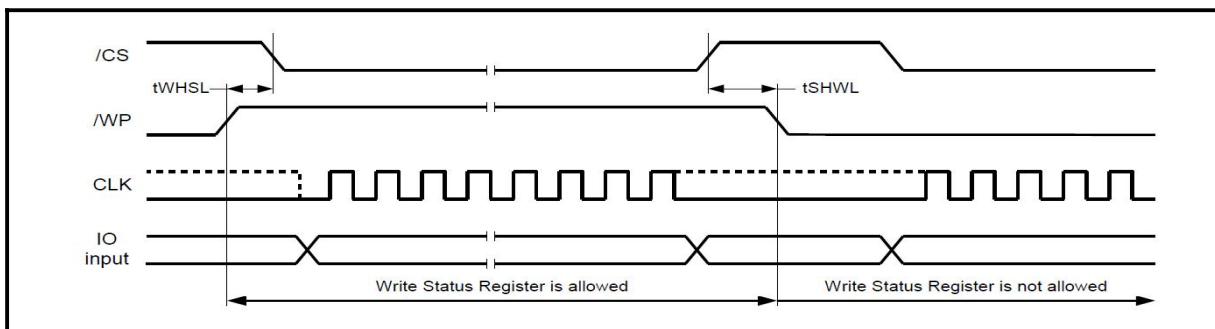 /CS
tWHSL
tSHWL
/WP
CLK
IO
input
Write Status Register is allowed
Write Status Register is not allowed